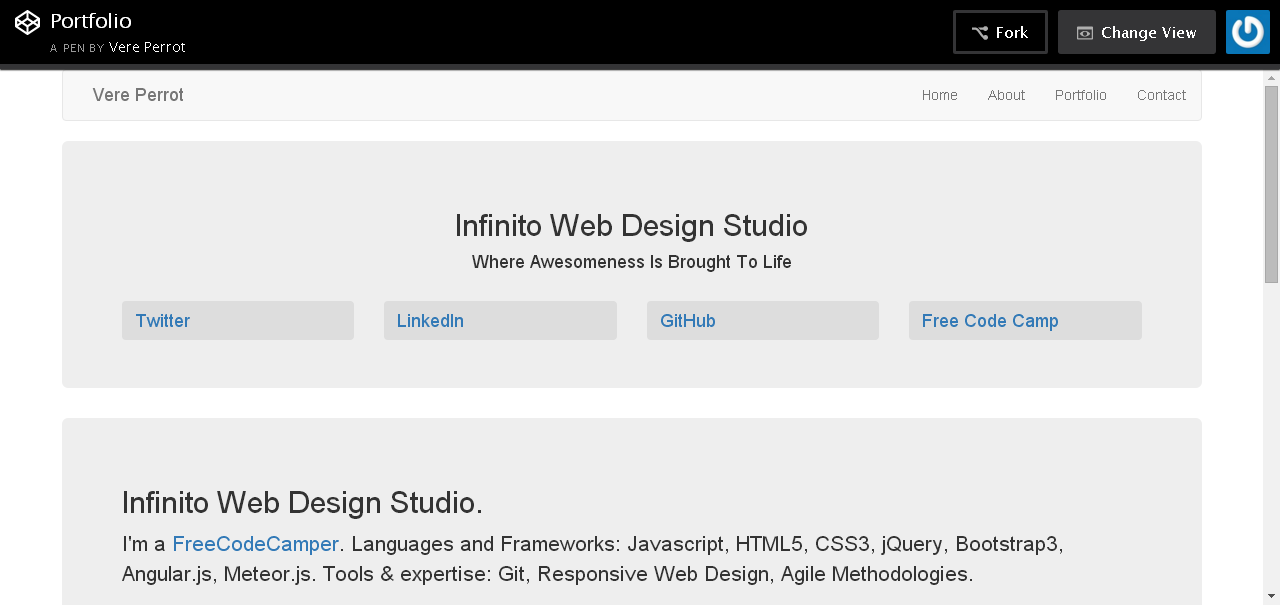 Portfolio
A PEN BY Vere Perrot
Fork
Change View
Vere Perrot
Home
About
Portfolio
Contact
Infinito Web Design Studio
Where Awesomeness Is Brought To Life
Twitter
LinkedIn
GitHub
Free Code Camp
Infinito Web Design Studio.
I'm a FreeCodeCamper. Languages and Frameworks: Javascript, HTML5, CSS3, jQuery, Bootstrap3,
Angular.js, Meteor.js. Tools & expertise: Git, Responsive Web Design, Agile Methodologies.